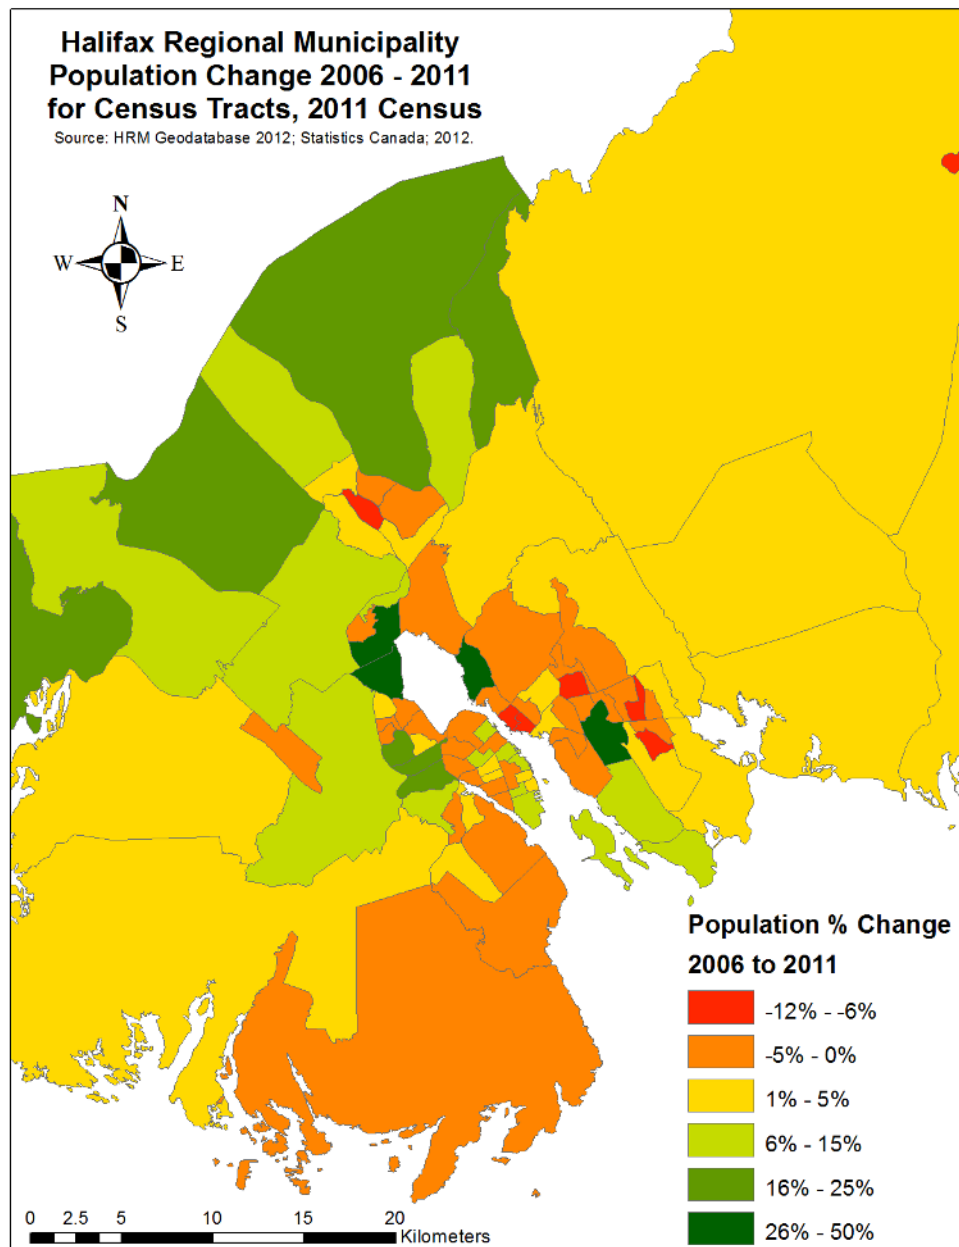 Halifax Regional Municipality
Population Change 2006 - 2011
for Census Tracts, 2011 Census
Source: HRM Geodatabase 2012; Statistics Canada; 2012.
N
W E
S
Population % Change
2006 to 2011
-12% - -6%
-5% - 0%
1% - 5%
6% - 15%
16% - 25%
26% - 50%
0 2.5 5 10 15 20
Kilometers